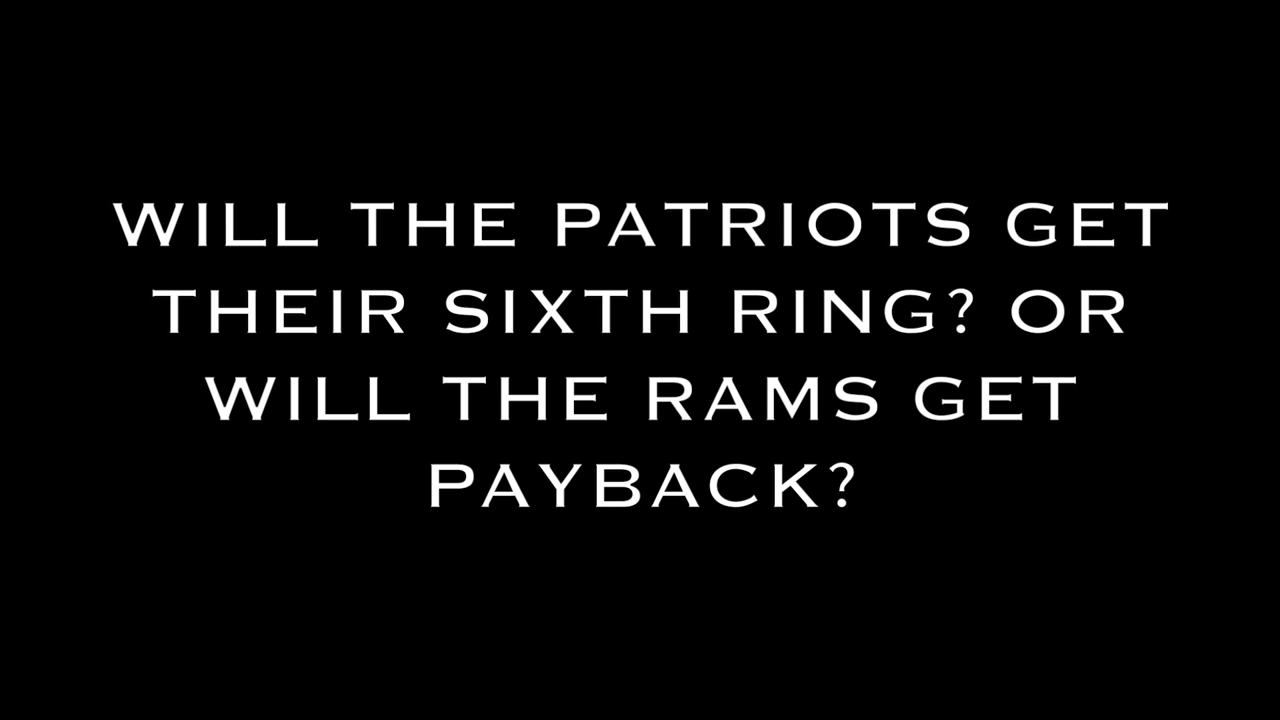 WILL THE PATRIOTS GET
THEIR SIXTH RING? OR
WILL THE RAMS GET
PAYBACK?